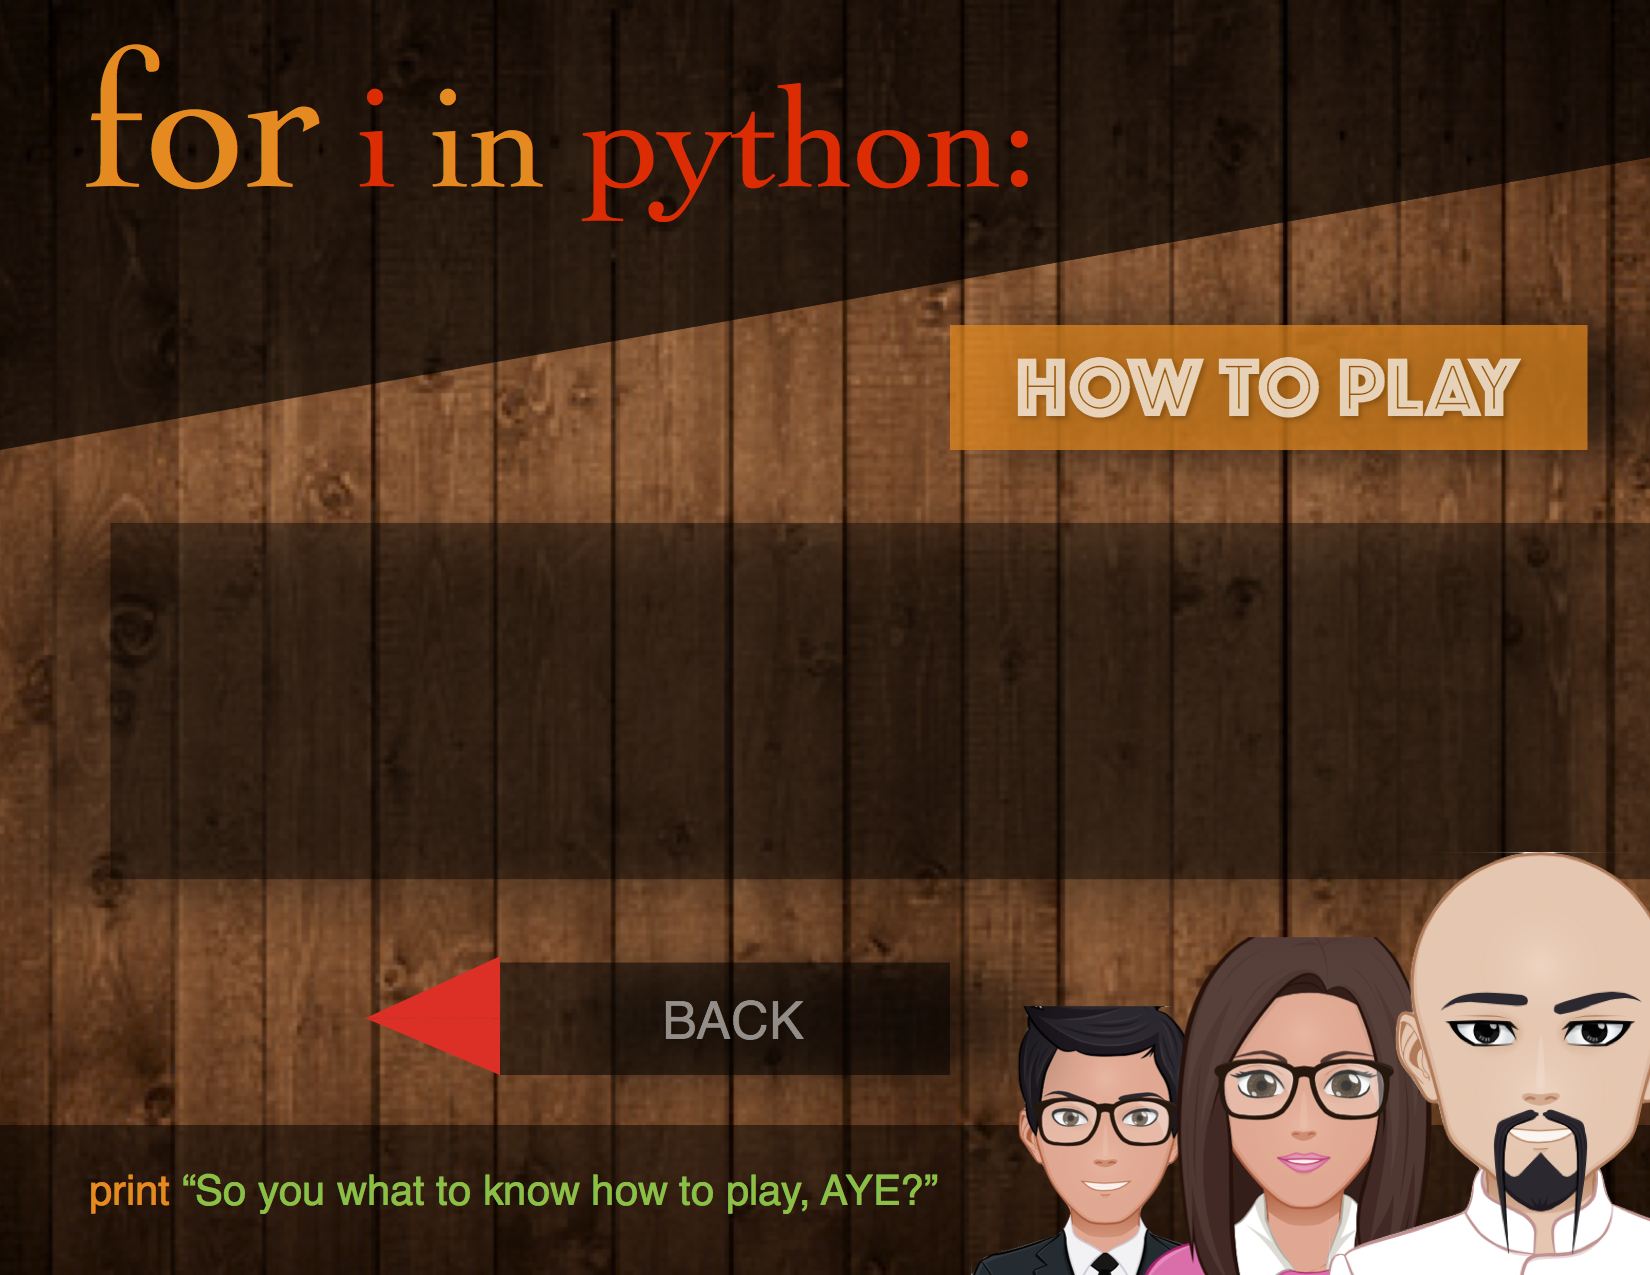 for i in python:
HOW TO PLAY
BACK
print “So you what to know how to play, AYE?”